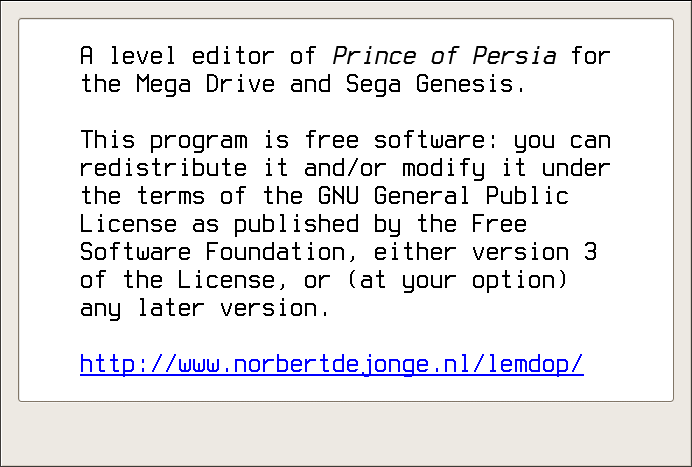 A level editor of Prince of Persia for
the Mega Drive and Sega Genesis.
This program is free software: you can
redistribute it and/or modify it under
the terms of the GNU General Public
License as published by the Free
Software Foundation, either version 3
of the License, or (at your option)
any later version.
http://www.norbertdejonge.nl/lemdop/